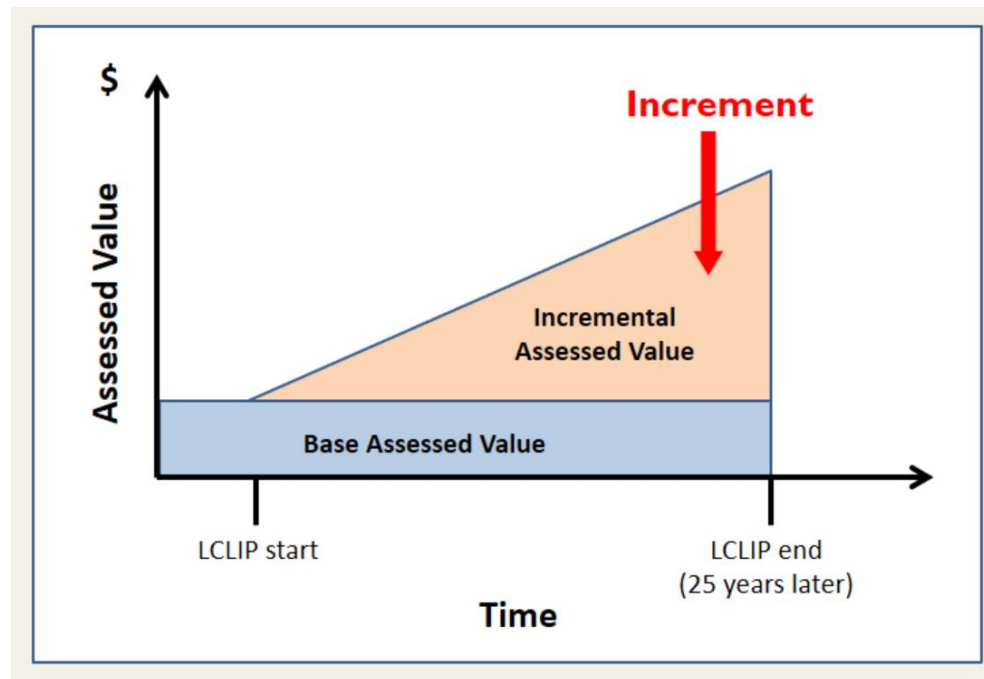 $
Increment
Assessed Value
Incremental
Assessed Value
Base Assessed Value
LCLIP start
LCLIP end
(25 years later)
Time